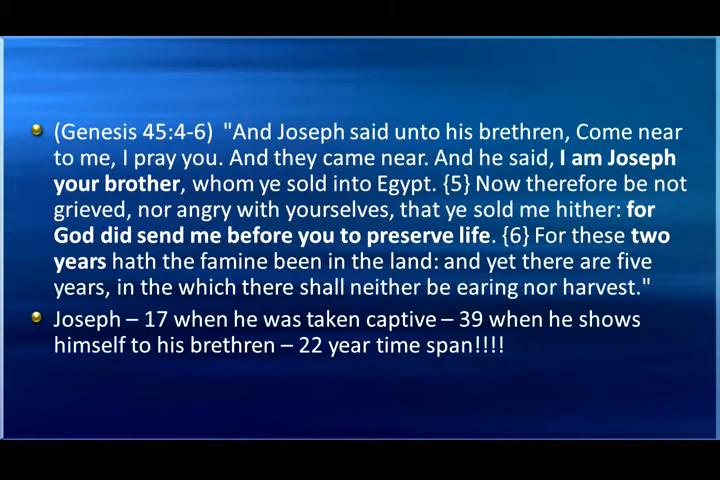 (Genesis 45:4-6)  "And Joseph said unto his brethren, Come near
to me, I pray you. And they came near. And he said, I am Joseph
your brother, whom ye sold into Egypt. {5} Now therefore be not
grieved, nor angry with yourselves, that ye sold me hither: for
God did send me before you to preserve life. {6} For these two
years hath the famine been in the land: and yet there are five
years, in the which there shall neither be earing nor harvest."
Joseph – 17 when he was taken captive – 39 when he shows
himself to his brethren – 22 year time span!!!!